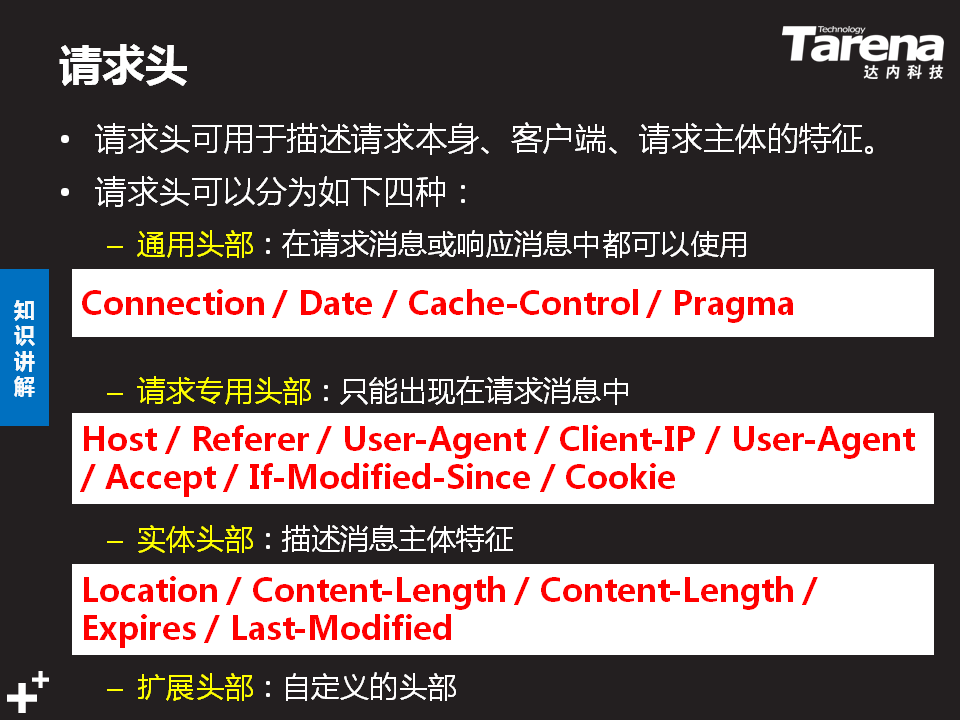 请求头
Technology
Tarena
达内科技
• 请求头可用于描述请求本身、客户端、请求主体的特征。
• 请求头可以分为如下四种：
– 通用头部：在请求消息或响应消息中都可以使用
Connection / Date / Cache-Control / Pragma
知识讲解
– 请求专用头部：只能出现在请求消息中
Host / Referer / User-Agent / Client-IP / User-Agent
/ Accept / If-Modified-Since / Cookie
– 实体头部：描述消息主体特征
Location / Content-Length / Content-Length /
Expires / Last-Modified
– 扩展头部：自定义的头部